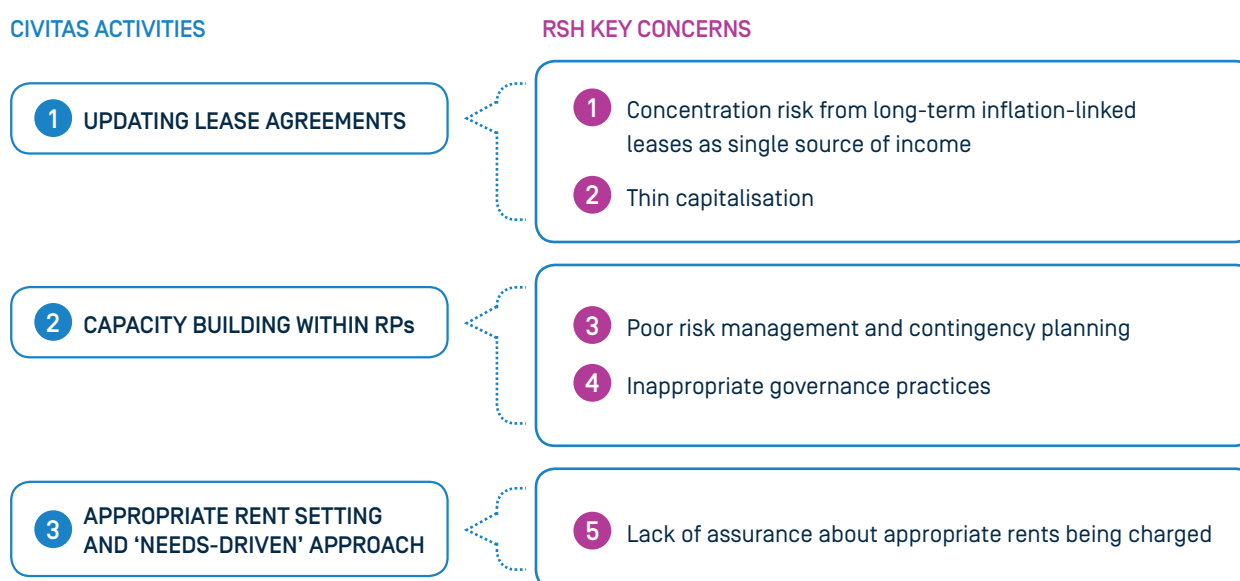 CIVITAS ACTIVITIES
RSH KEY CONCERNS
1 UPDATING LEASE AGREEMENTS
1 Concentration risk from long-term inflation-linked
leases as single source of income
2 Thin capitalisation
2 CAPACITY BUILDING WITHIN RPs
3 Poor risk management and contingency planning
4 Inappropriate governance practices
3 APPROPRIATE RENT SETTING
AND ‘NEEDS-DRIVEN’ APPROACH
5 Lack of assurance about appropriate rents being charged